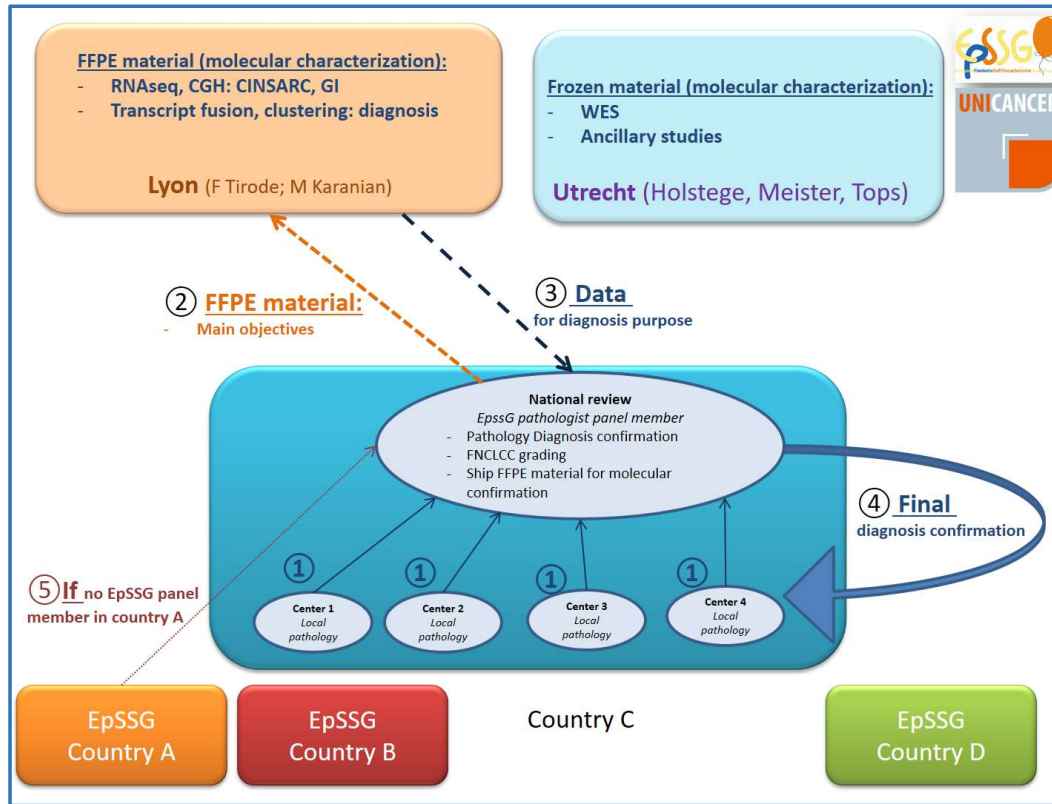 FFPE material (molecular characterization):
- RNAseq, CGH: CINSARC, GI
- Transcript fusion, clustering: diagnosis
Lyon (F Tirode; M Karanian)
Frozen material (molecular characterization):
- WES
- Ancillary studies
Utrecht (Holstege, Meister, Tops)
EpSSG
UNICANCER
② FFPE material:
- Main objectives
③ Data
for diagnosis purpose
National review
EpssG pathologist panel member
- Pathology Diagnosis confirmation
- FNCLCC grading
- Ship FFPE material for molecular
confirmation
④ Final
diagnosis confirmation
① ① ① ①
⑤ If no EpSSG panel
member in country A
Center 1
Local
pathology
Center 2
Local
pathology
Center 3
Local
pathology
Center 4
Local
pathology
EpSSG
Country A
EpSSG
Country B
Country C
EpSSG
Country D